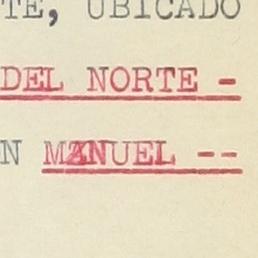 TE, UBICADO
DEL NORTE -
N MANUEL --